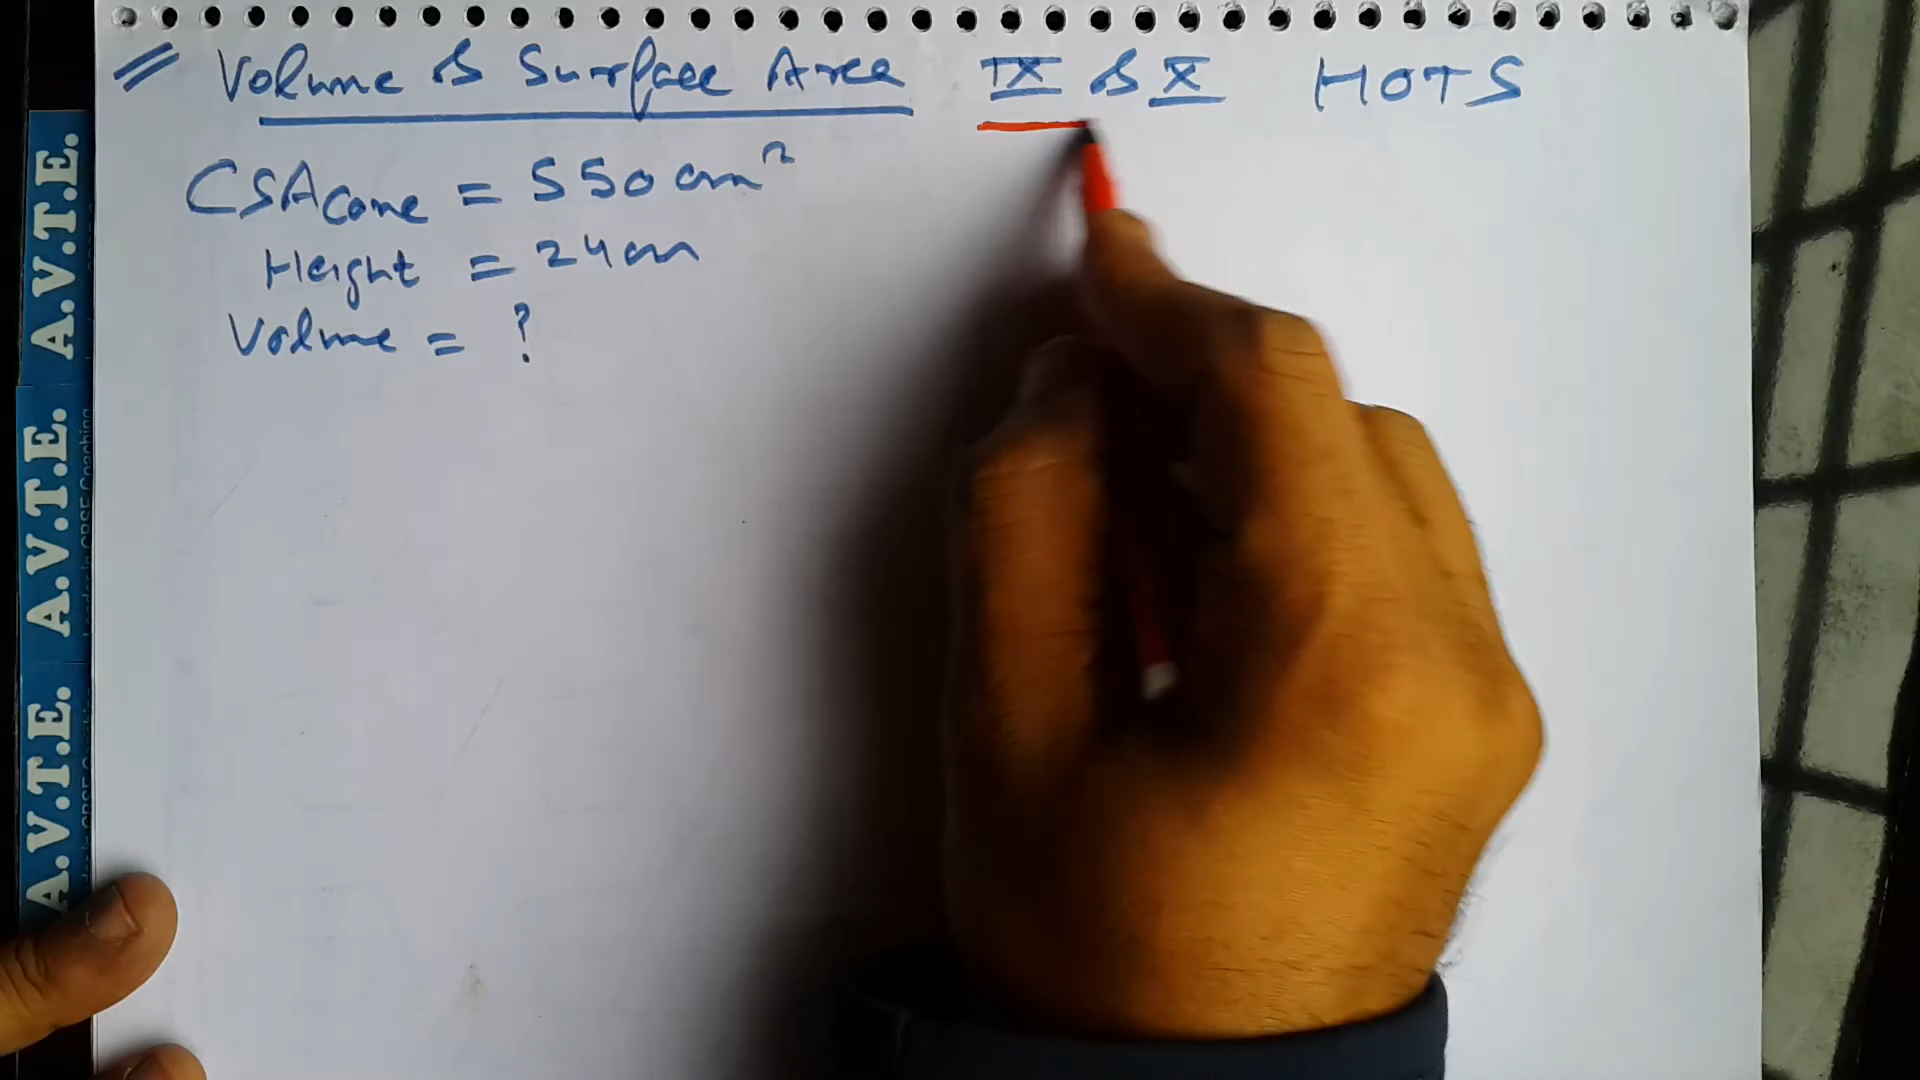 Volume & Surface Area IX & X HOTS
CSAcone = 550 cm²
Height = 24 cm
Volume = ?
A.V.T.E.
A.V.T.E.
A.V.T.E.